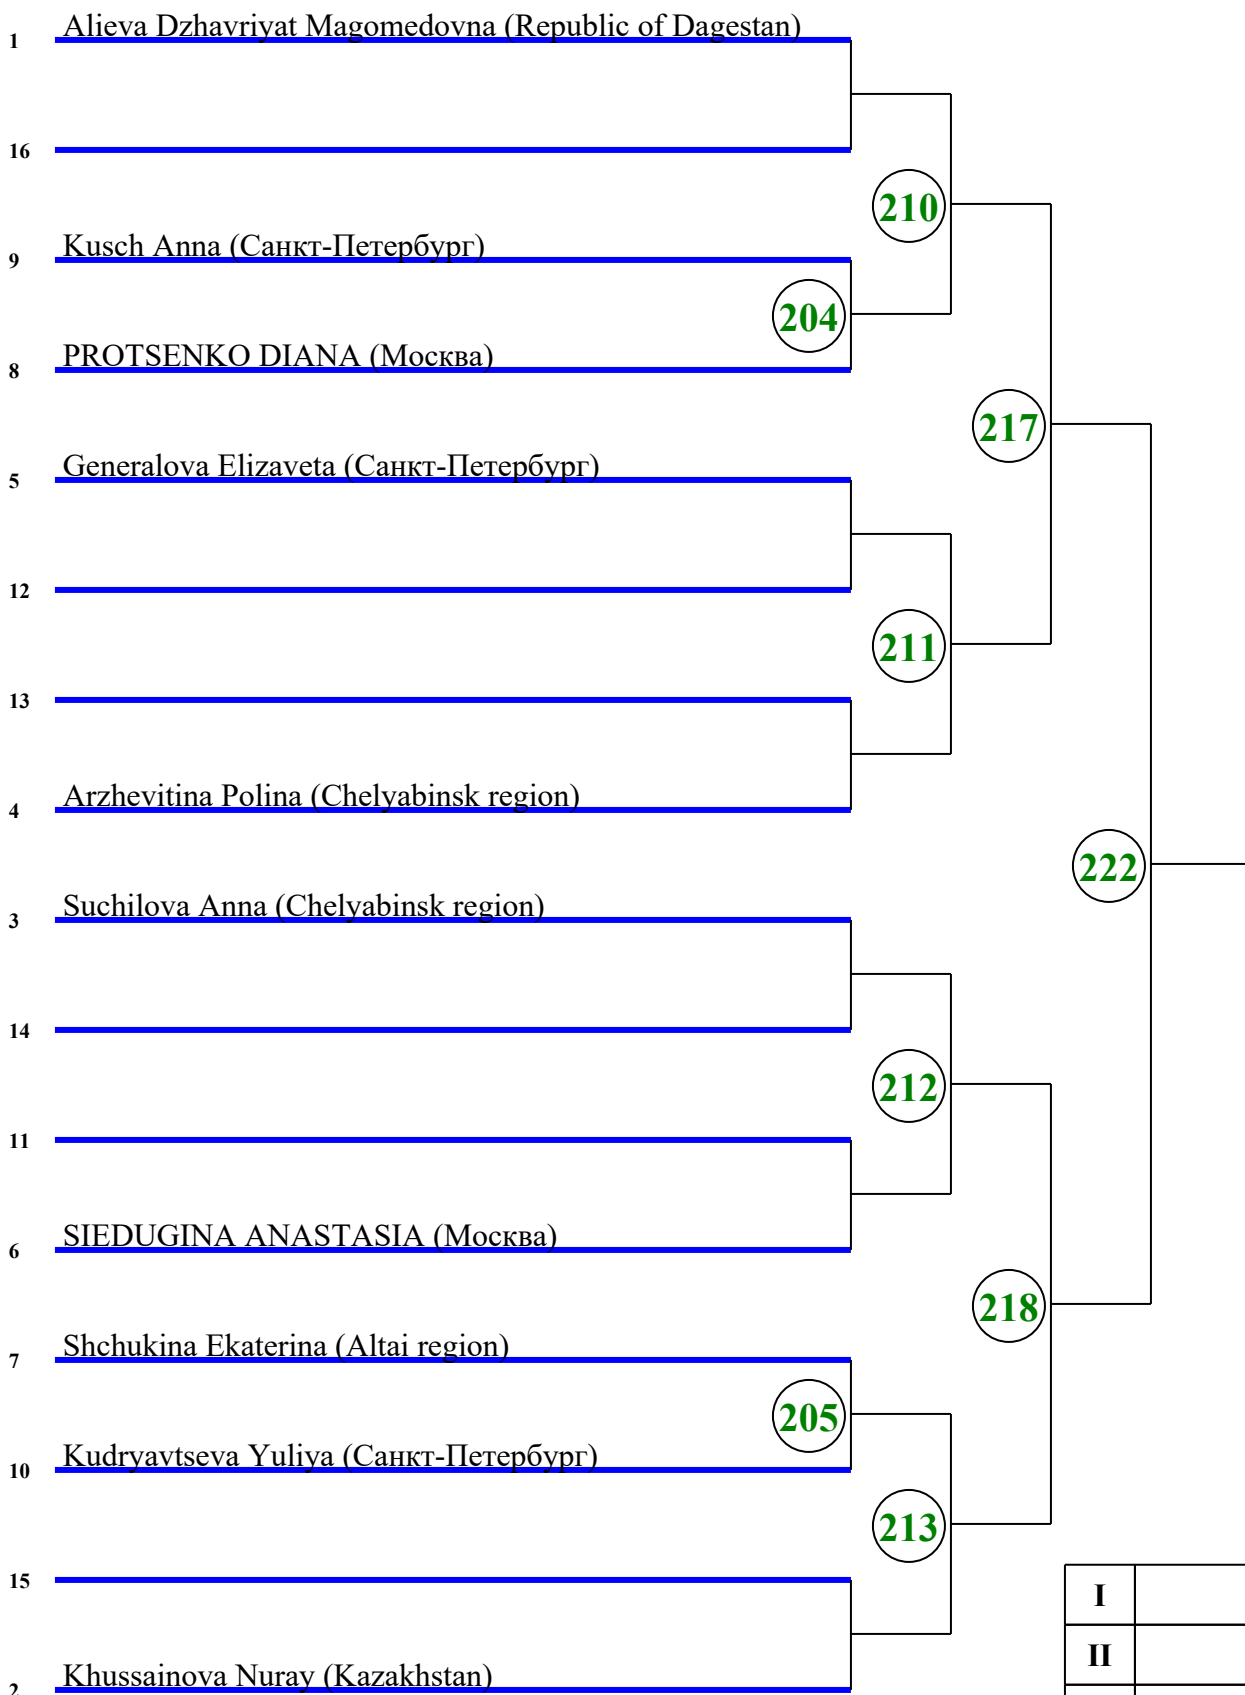 1 Alieva Dzhavriyat Magomedovna (Republic of Dagestan)
16
210
9 Kusch Anna (Санкт-Петербург)
204
8 PROTSENKO DIANA (Москва)
217
5 Generalova Elizaveta (Санкт-Петербург)
12
211
13
4 Arzhevitina Polina (Chelyabinsk region)
222
3 Suchilova Anna (Chelyabinsk region)
14
212
11
6 SIEDUGINA ANASTASIA (Москва)
218
7 Shchukina Ekaterina (Altai region)
205
10 Kudryavtseva Yuliya (Санкт-Петербург)
213
15
I
II
2 Khussainova Nuray (Kazakhstan)